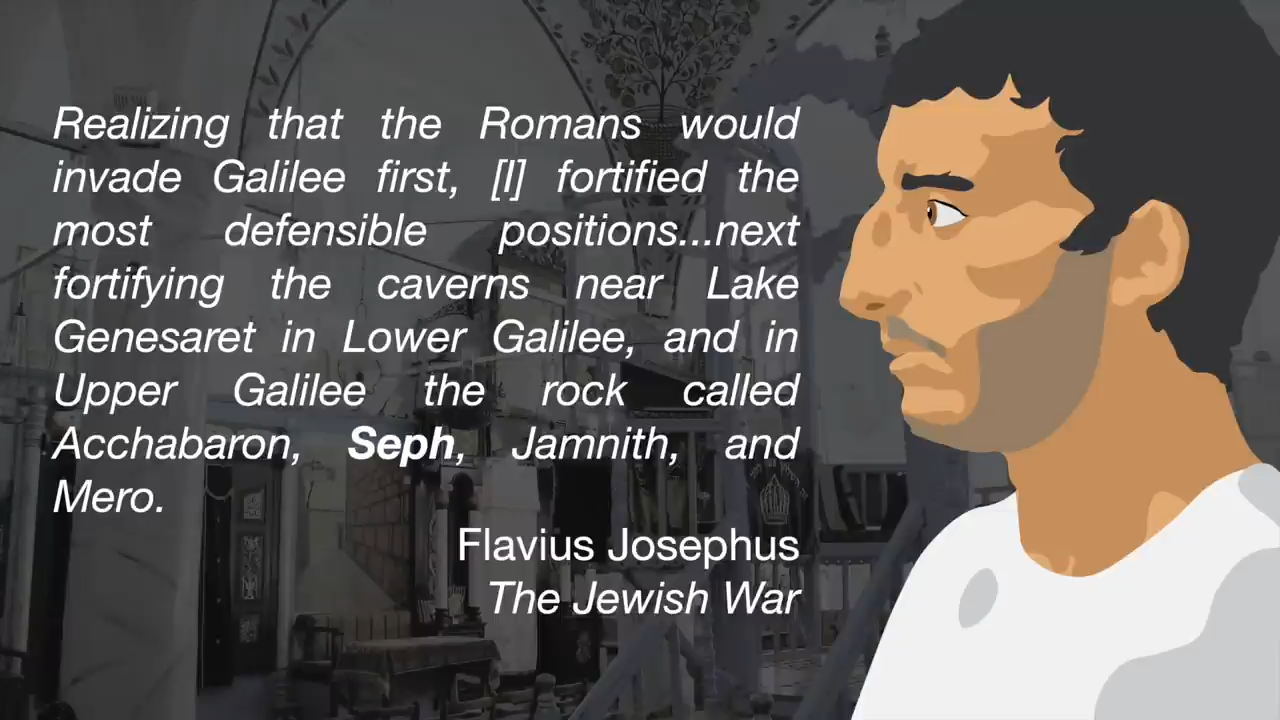 Realizing that the Romans would
invade Galilee first, [I] fortified the
most defensible positions...next
fortifying the caverns near Lake
Genesaret in Lower Galilee, and in
Upper Galilee the rock called
Acchabaron, Seph, Jamnith, and
Mero.
Flavius Josephus
The Jewish War